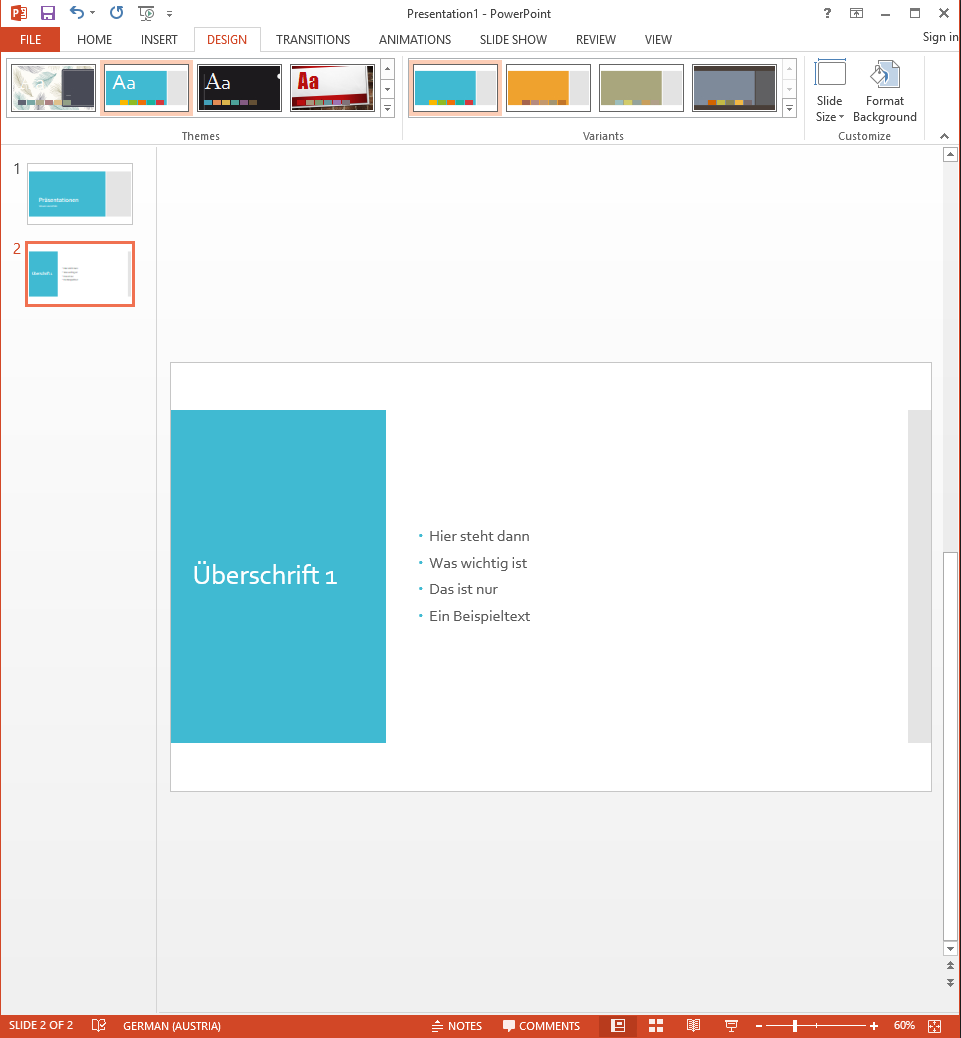 Presentation1 - PowerPoint
?
FILE HOME INSERT DESIGN TRANSITIONS ANIMATIONS SLIDE SHOW REVIEW VIEW Sign in
Aa Aa Aa
Slide Size
Format Background
Themes Variants Customize
1
Präsentationen
2
Überschrift 1
Überschrift 1
• Hier steht dann
• Was wichtig ist
• Das ist nur
• Ein Beispieltext
SLIDE 2 OF 2 GERMAN (AUSTRIA) NOTES COMMENTS 60%